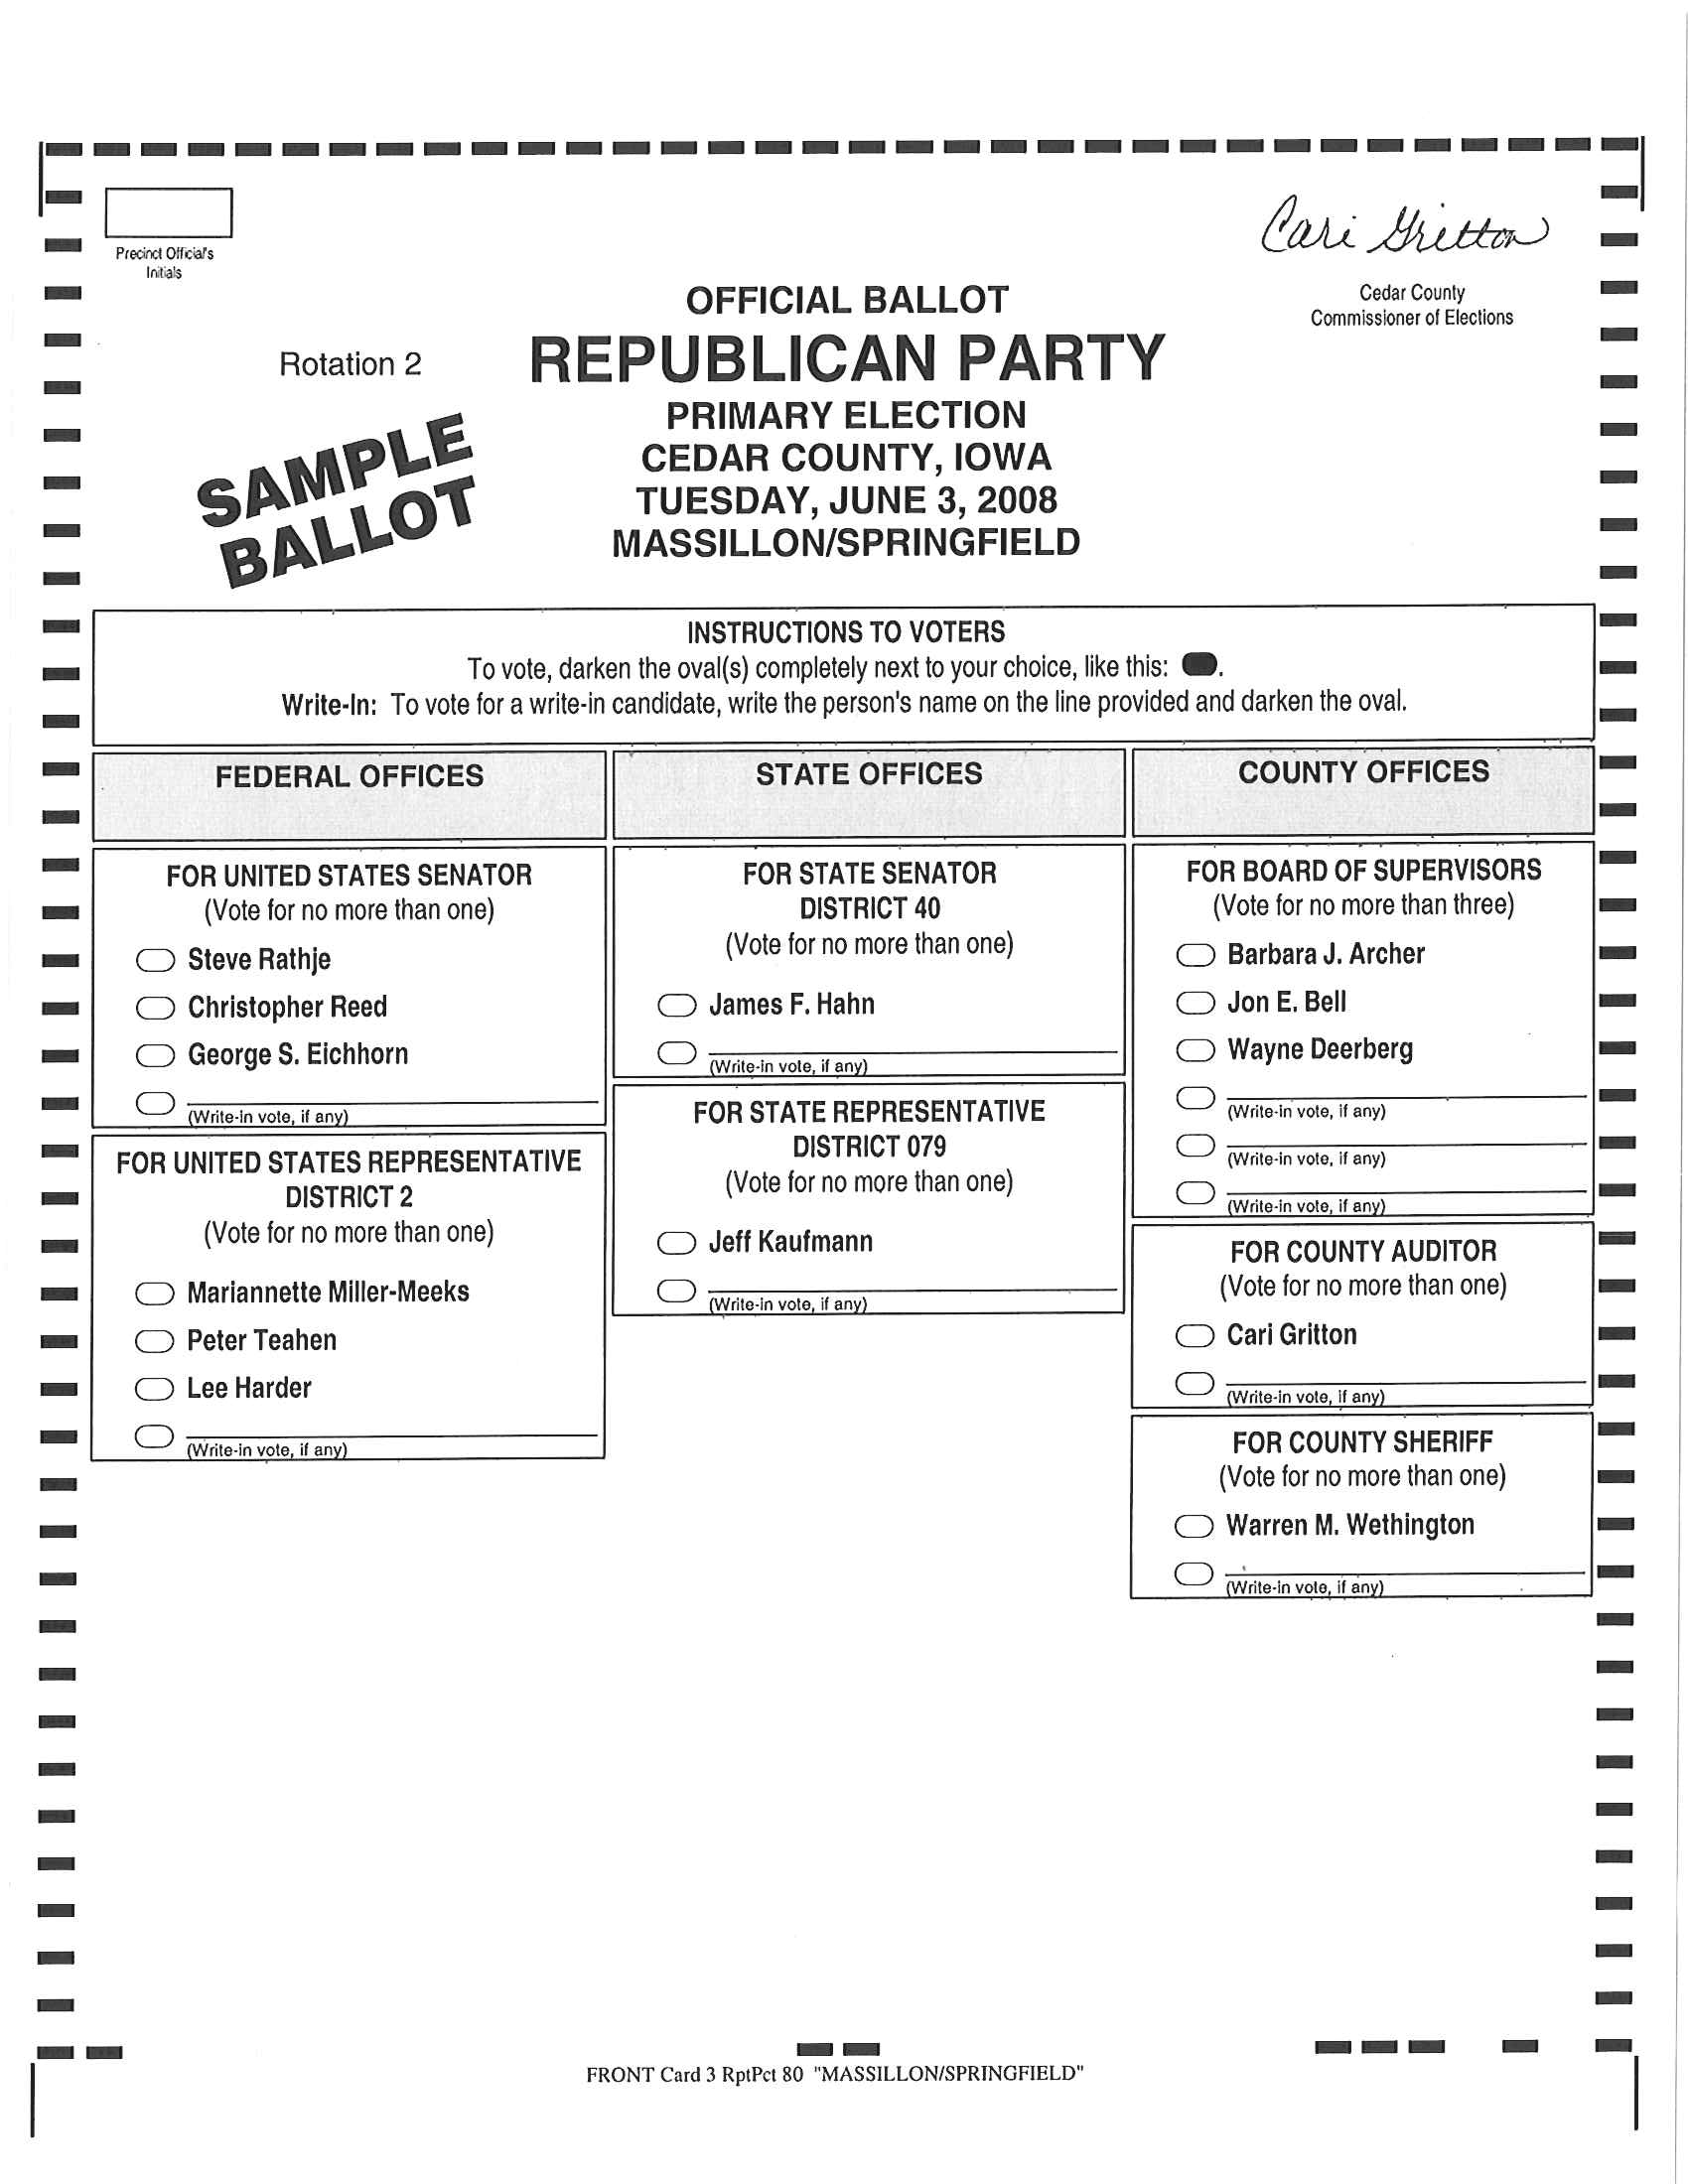 Precinct Official's
Initials
Cari Gritton
Cedar County
Commissioner of Elections
OFFICIAL BALLOT
Rotation 2
REPUBLICAN PARTY
PRIMARY ELECTION
CEDAR COUNTY, IOWA
TUESDAY, JUNE 3, 2008
MASSILLON/SPRINGFIELD
SAMPLE
BALLOT
INSTRUCTIONS TO VOTERS
To vote, darken the oval(s) completely next to your choice, like this: .
Write-In: To vote for a write-in candidate, write the person's name on the line provided and darken the oval.
FEDERAL OFFICES
FOR UNITED STATES SENATOR
(Vote for no more than one)
Steve Rathje
Christopher Reed
George S. Eichhorn
(Write-in vote, if any)
FOR UNITED STATES REPRESENTATIVE
DISTRICT 2
(Vote for no more than one)
Mariannette Miller-Meeks
Peter Teahen
Lee Harder
(Write-in vote, if any)
STATE OFFICES
FOR STATE SENATOR
DISTRICT 40
(Vote for no more than one)
James F. Hahn
(Write-in vote, if any)
FOR STATE REPRESENTATIVE
DISTRICT 079
(Vote for no more than one)
Jeff Kaufmann
(Write-in vote, if any)
COUNTY OFFICES
FOR BOARD OF SUPERVISORS
(Vote for no more than three)
Barbara J. Archer
Jon E. Bell
Wayne Deerberg
(Write-in vote, if any)
(Write-in vote, if any)
(Write-in vote, if any)
FOR COUNTY AUDITOR
(Vote for no more than one)
Cari Gritton
(Write-in vote, if any)
FOR COUNTY SHERIFF
(Vote for no more than one)
Warren M. Wethington
(Write-in vote, if any)
FRONT Card 3 RptPct 80 "MASSILLON/SPRINGFIELD"